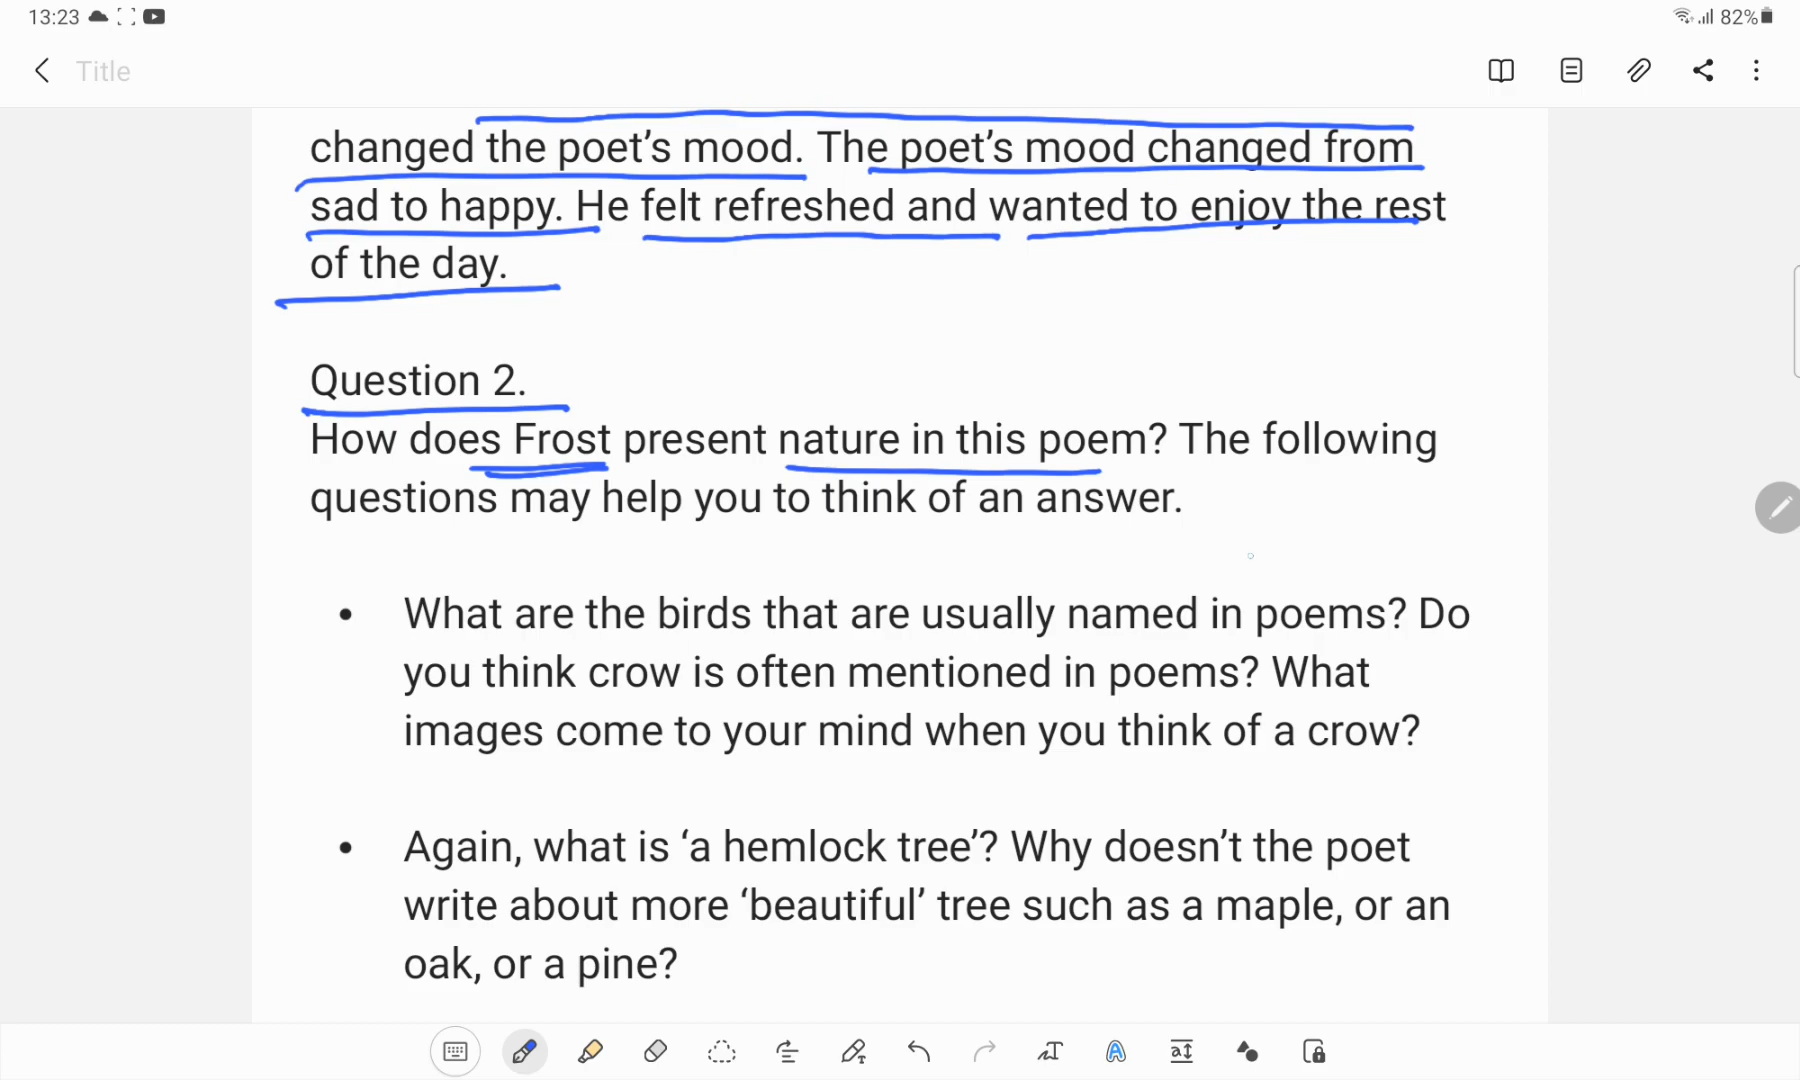 13:23
82%
Title
changed the poet's mood. The poet's mood changed from
sad to happy. He felt refreshed and wanted to enjoy the rest
of the day.
Question 2.
How does Frost present nature in this poem? The following
questions may help you to think of an answer.
• What are the birds that are usually named in poems? Do
you think crow is often mentioned in poems? What
images come to your mind when you think of a crow?
• Again, what is ‘a hemlock tree’? Why doesn’t the poet
write about more ‘beautiful’ tree such as a maple, or an
oak, or a pine?